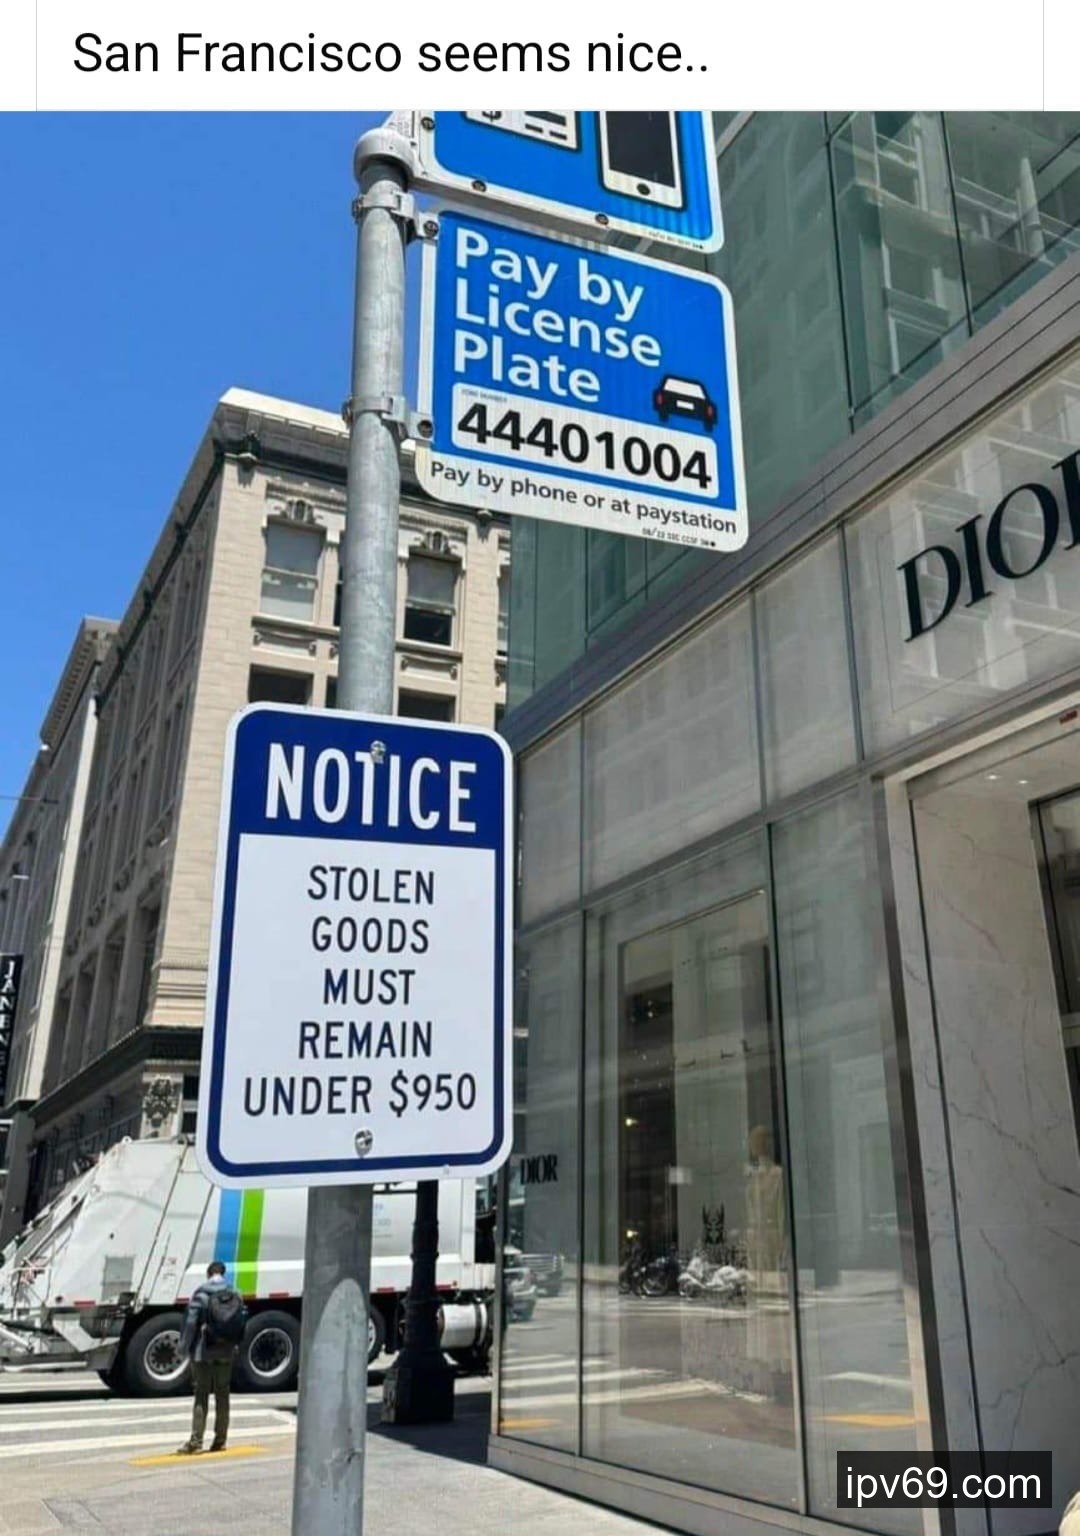 San Francisco seems nice..
Pay by
License
Plate
44401004
Pay by phone or at paystation
DIOR
NOTICE
STOLEN
GOODS
MUST
REMAIN
UNDER $950
DIOR
ipv69.com